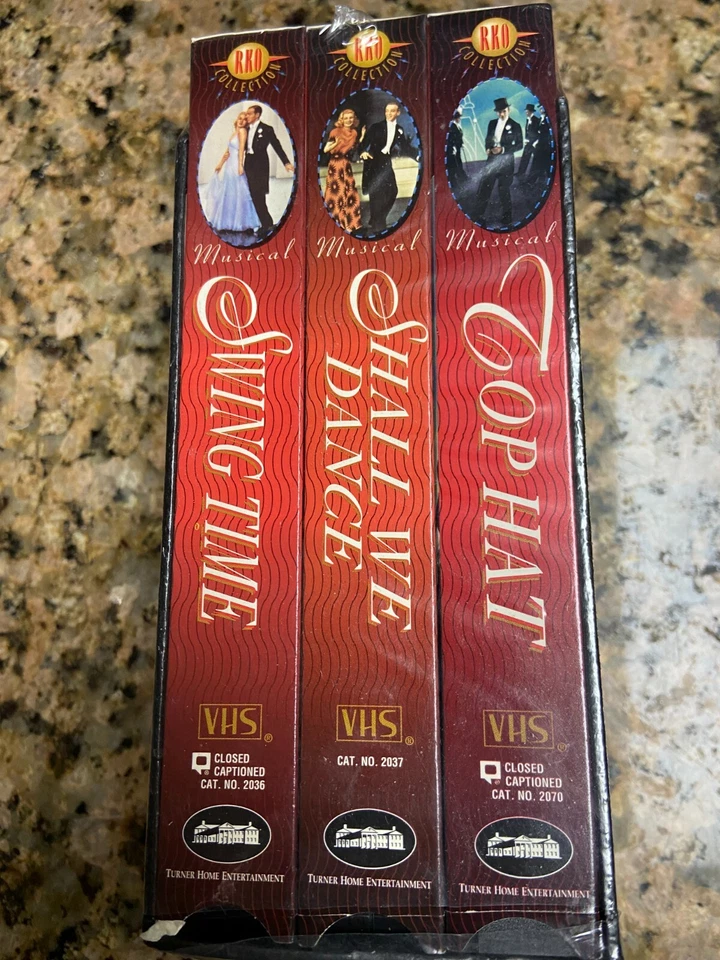 RKO
COLLECTION
Musical
SWING TIME
VHS®
CLOSED
CAPTIONED
CAT. NO. 2036
TURNER HOME ENTERTAINMENT
RKO
COLLECTION
Musical
SHALL WE
DANCE
VHS®
CAT. NO. 2037
TURNER HOME ENTERTAINMENT
RKO
COLLECTION
Musical
TOP HAT
VHS®
CLOSED
CAPTIONED
CAT. NO. 2070
TURNER HOME ENTERTAINMENT